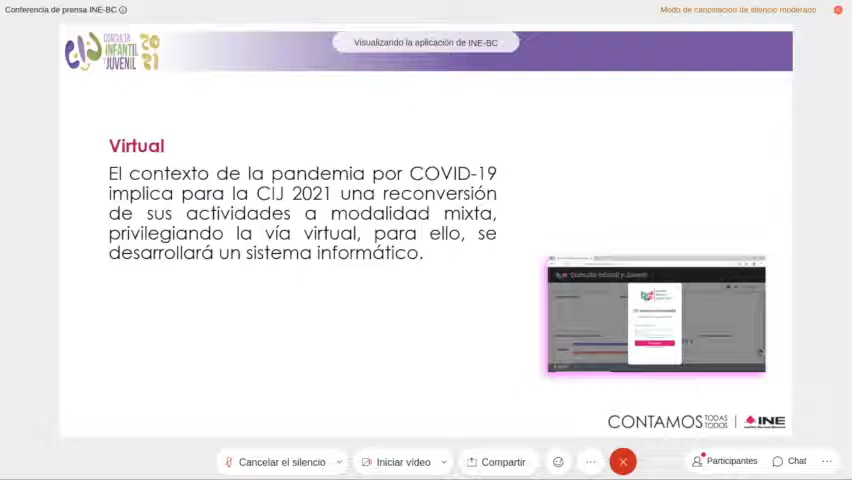 Conferencia de prensa INE-BC
Modo de cancelación de silencio moderado
Visualizando la aplicación de INE-BC
CONSULTA
INFANTIL
Y JUVENIL
20
21
Virtual
El contexto de la pandemia por COVID-19
implica para la CIJ 2021 una reconversión
de sus actividades a modalidad mixta,
privilegiando la vía virtual, para ello, se
desarrollará un sistema informático.
Consulta Infantil y Juvenil
CONTAMOS TODAS TODOS
INE
Cancelar el silencio
Iniciar vídeo
Compartir
Participantes
Chat